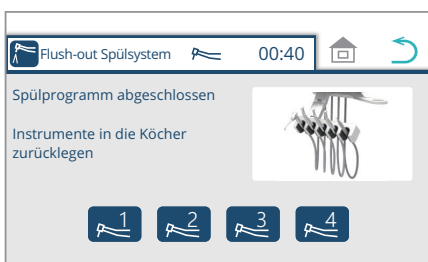 Flush-out Spülsystem 00:40
Spülprogramm abgeschlossen
Instrumente in die Köcher
zurücklegen
1 2 3 4